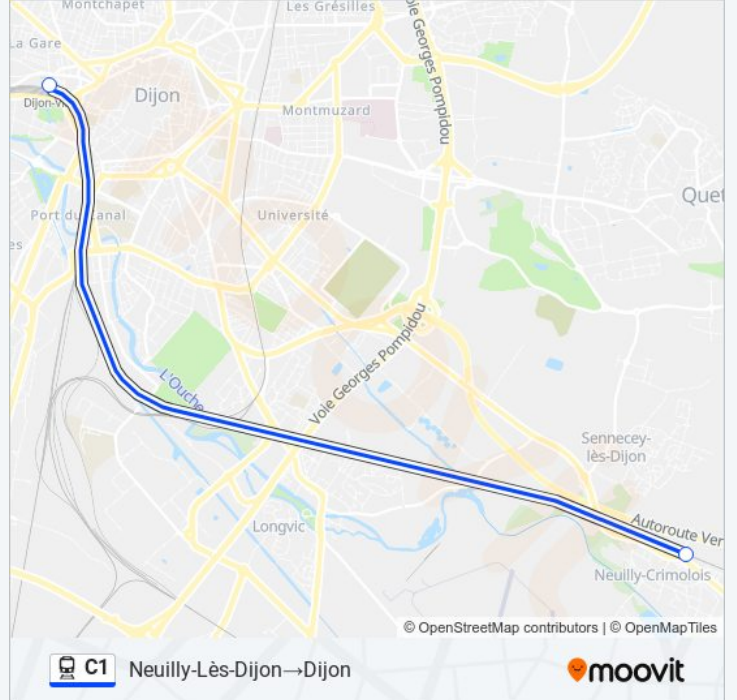 Montchapet
Les Grésilles
Voie Georges Pompidou
La Gare
Dijon
Montmuzard
Quet
Port du Canal
Université
es
L'Ouche
Voie Georges Pompidou
Sennecey-
lès-Dijon
Longvic
Autoroute Ver
Neuilly-Crimolois
© OpenStreetMap contributors | © OpenMapTiles
C1 Neuilly-Lès-Dijon→Dijon
moovit